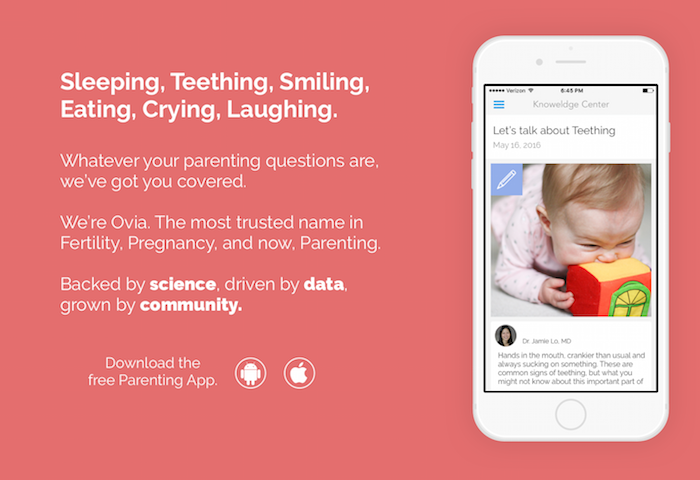 Sleeping, Teething, Smiling,
Eating, Crying, Laughing.
Whatever your parenting questions are,
we've got you covered.
We're Ovia. The most trusted name in
Fertility, Pregnancy, and now, Parenting.
Backed by science, driven by data,
grown by community.
Download the
free Parenting App.
Verizon 6:45 PM
Knoweldge Center
Let's talk about Teething
May 16, 2016
Dr. Jamie Lo, MD
Hands in the mouth, crankier than usual and
always sucking on something. These are
common signs of teething, but what you
might not know about this important part of